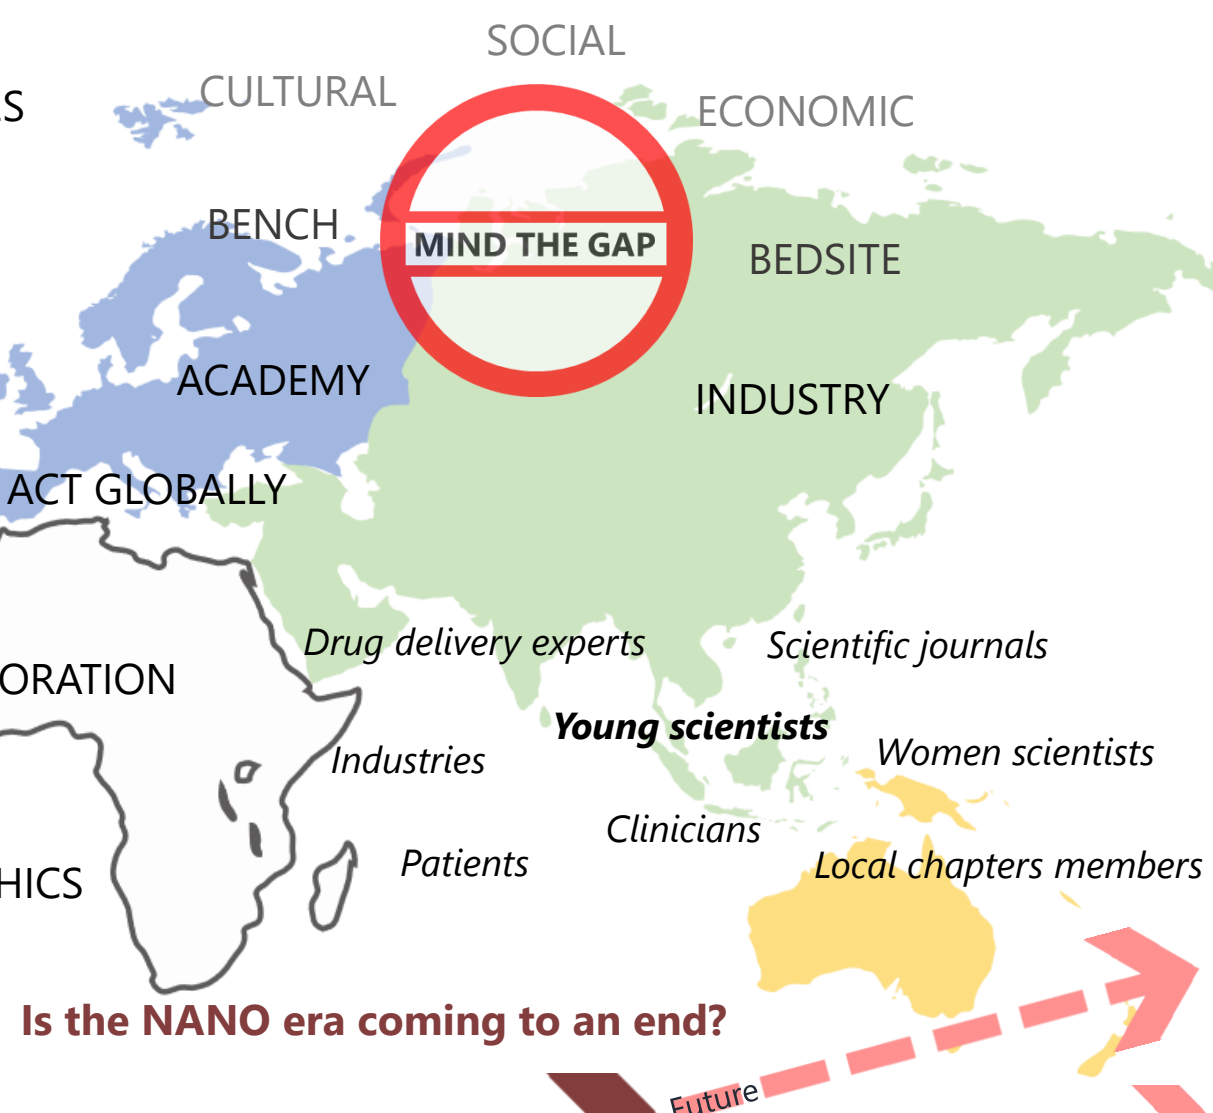 SOCIAL
CULTURAL
ECONOMIC
BENCH
MIND THE GAP
BEDSITE
ACADEMY
INDUSTRY
ACT GLOBALLY
Drug delivery experts
Scientific journals
ORATION
Young scientists
Women scientists
Industries
Clinicians
Patients
Local chapters members
HICS
Is the NANO era coming to an end?
Future